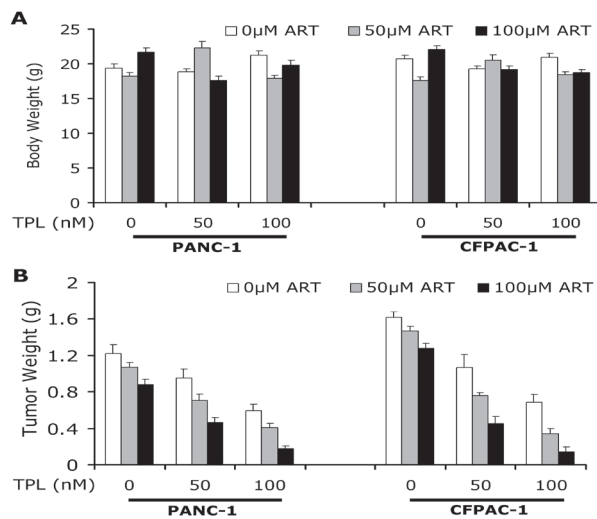 A
0µM ART 50µM ART 100µM ART
Body Weight (g)
25
20
15
10
5
0
TPL (nM) 0 50 100 0 50 100
PANC-1 CFPAC-1
B
0µM ART 50µM ART 100µM ART
Tumor Weight (g)
2
1.6
1.2
0.8
0.4
0
TPL (nM) 0 50 100 0 50 100
PANC-1 CFPAC-1